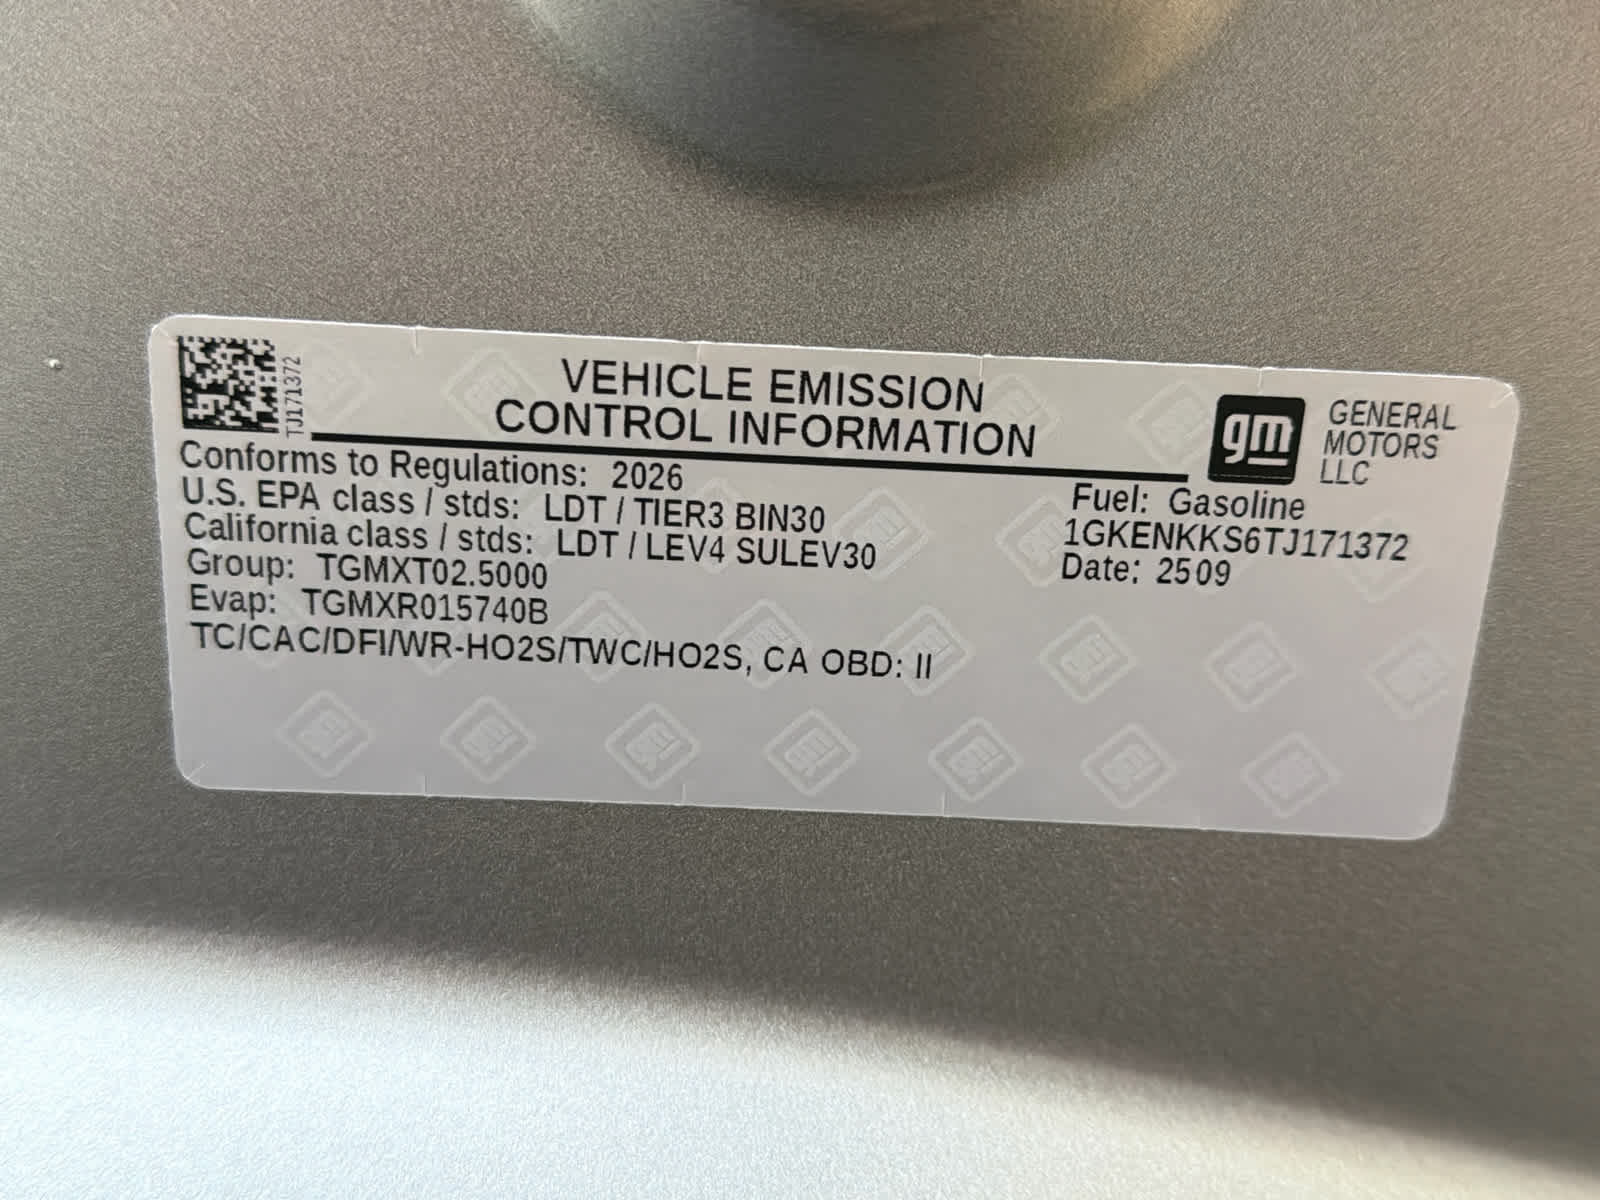 TJ171372
VEHICLE EMISSION
CONTROL INFORMATION
gm
GENERAL
MOTORS
LLC
Conforms to Regulations: 2026
U.S. EPA class / stds: LDT / TIER3 BIN30
California class / stds: LDT / LEV4 SULEV30
Group: TGMXT02.5000
Evap: TGMXR015740B
TC/CAC/DFI/WR-HO2S/TWC/HO2S, CA OBD: II
Fuel: Gasoline
1GKENKKS6TJ171372
Date: 2509